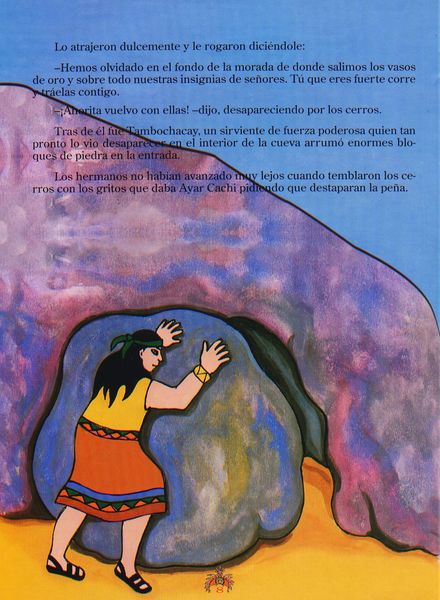 Lo atrajeron dulcemente y le rogaron diciéndole:
–Hemos olvidado en el fondo de la morada de donde salimos los vasos
de oro y sobre todo nuestras insignias de señores. Tú que eres fuerte corre
y tráelas contigo.
–¡Ahorita vuelvo con ellas! –dijo, desapareciendo por los cerros.
Tras de él fue Tambochacay, un sirviente de fuerza poderosa quien tan
pronto lo vio desaparecer en el interior de la cueva arrumó enormes blo-
ques de piedra en la entrada.
Los hermanos no habían avanzado muy lejos cuando temblaron los ce-
rros con los gritos que daba Ayar Cachi pidiendo que destaparan la peña.
8